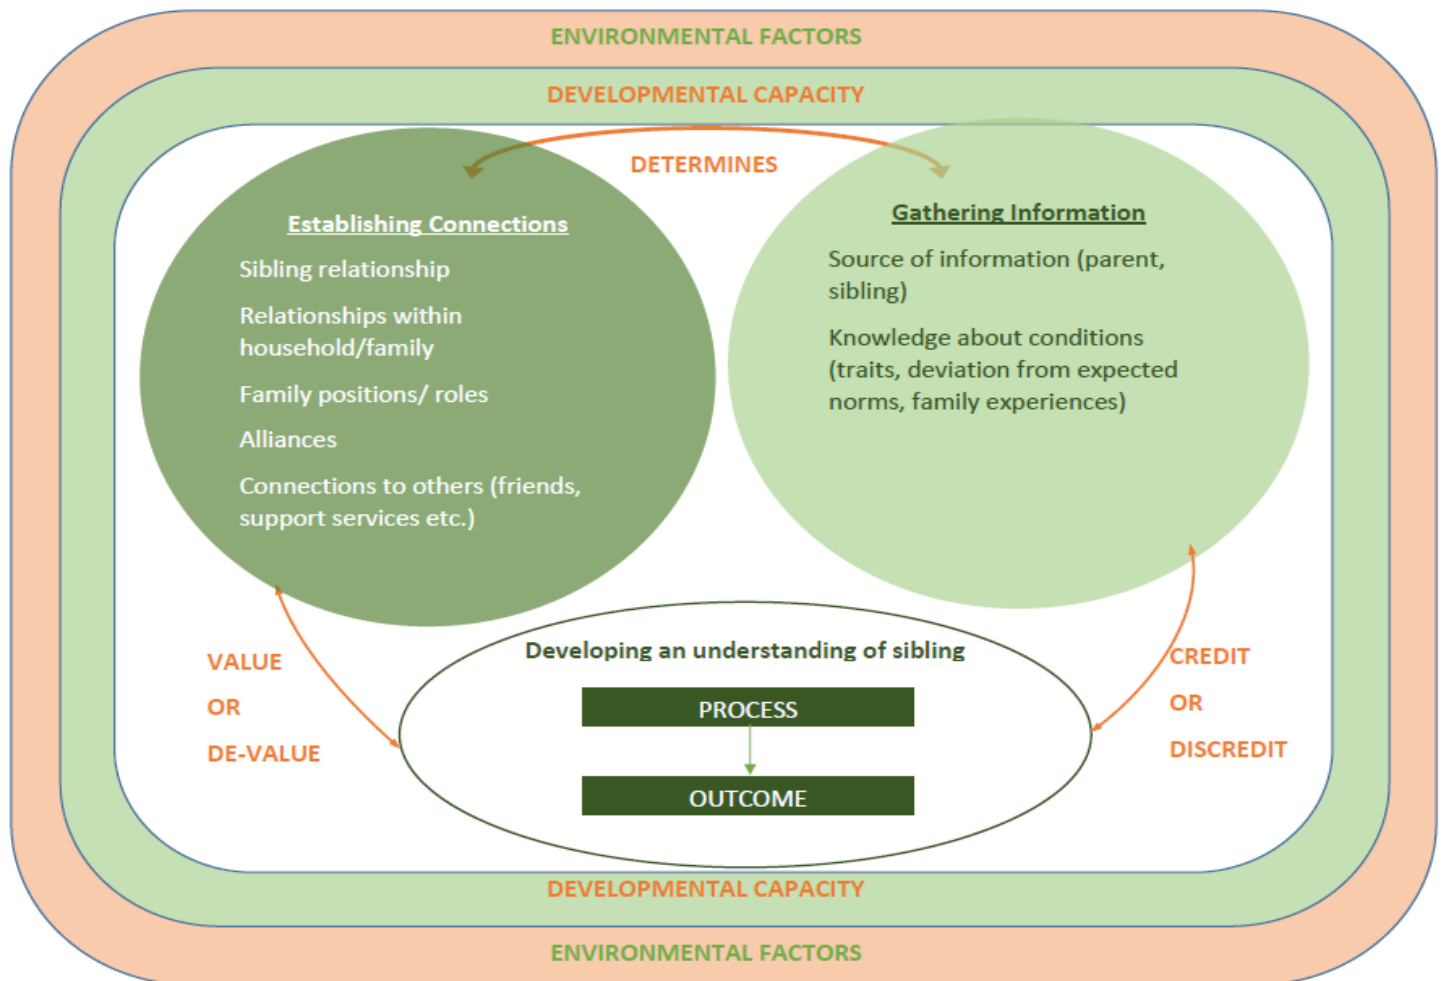 ENVIRONMENTAL FACTORS
DEVELOPMENTAL CAPACITY
DETERMINES
Establishing Connections
Sibling relationship
Relationships within
household/family
Family positions/ roles
Alliances
Connections to others (friends,
support services etc.)
Gathering Information
Source of information (parent,
sibling)
Knowledge about conditions
(traits, deviation from expected
norms, family experiences)
VALUE
OR
DE-VALUE
Developing an understanding of sibling
PROCESS
OUTCOME
CREDIT
OR
DISCREDIT
DEVELOPMENTAL CAPACITY
ENVIRONMENTAL FACTORS